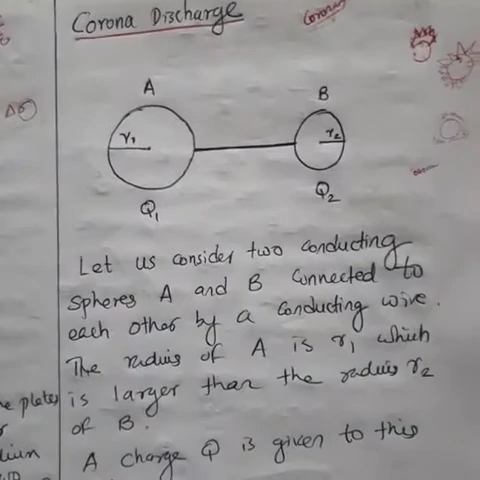 Corona Discharge
Corona
A
B
r1
r2
Q1
Q2
Let us consider two conducting
spheres A and B connected to
each other by a conducting wire.
The radius of A is r1 which
is larger than the radius r2
of B.
A charge Q is given to this
plates